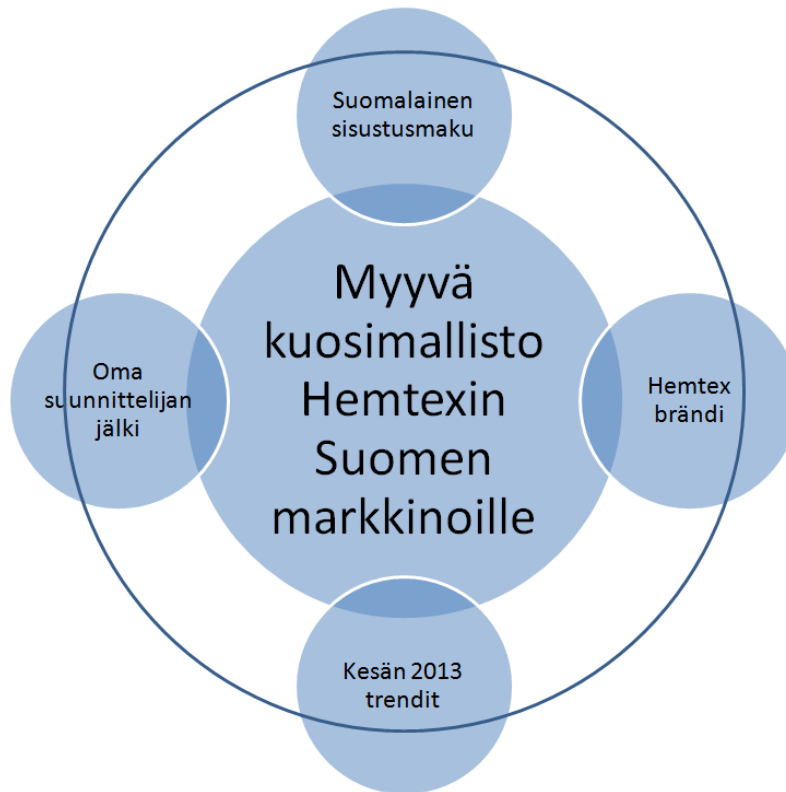 Suomalainen
sisustusmaku
Myyvä
kuosimallisto
Hemtexin
Suomen
markkinoille
Oma
suunnittelijan
jälki
Hemtex
brändi
Kesän 2013
trendit